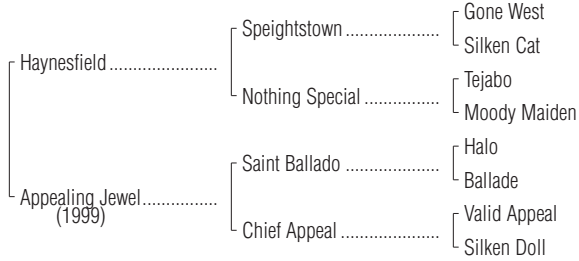 Gone West
Speightstown
Silken Cat
Haynesfield
Tejabo
Nothing Special
Moody Maiden
Halo
Saint Ballado
Ballade
Appealing Jewel
(1999)
Valid Appeal
Chief Appeal
Silken Doll